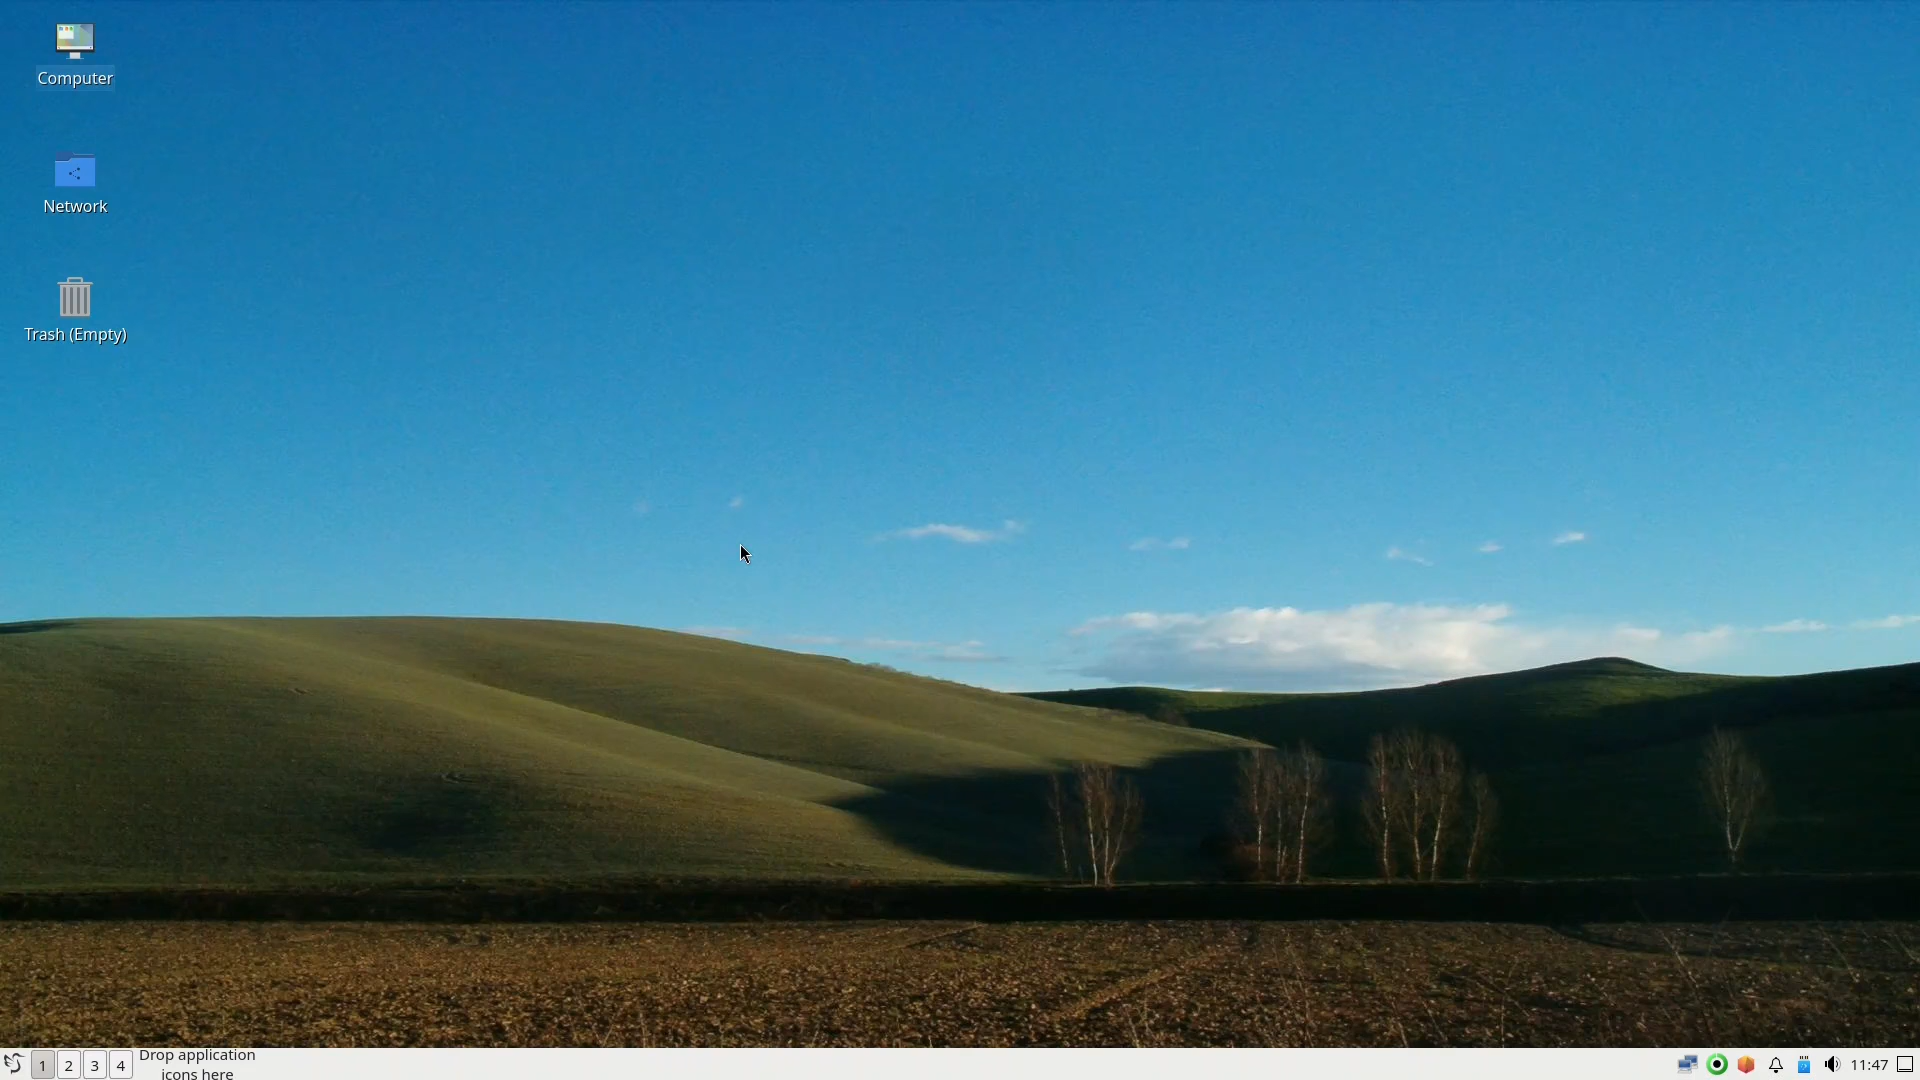 Computer
Network
Trash (Empty)
1
2
3
4
Drop application
icons here
11:47